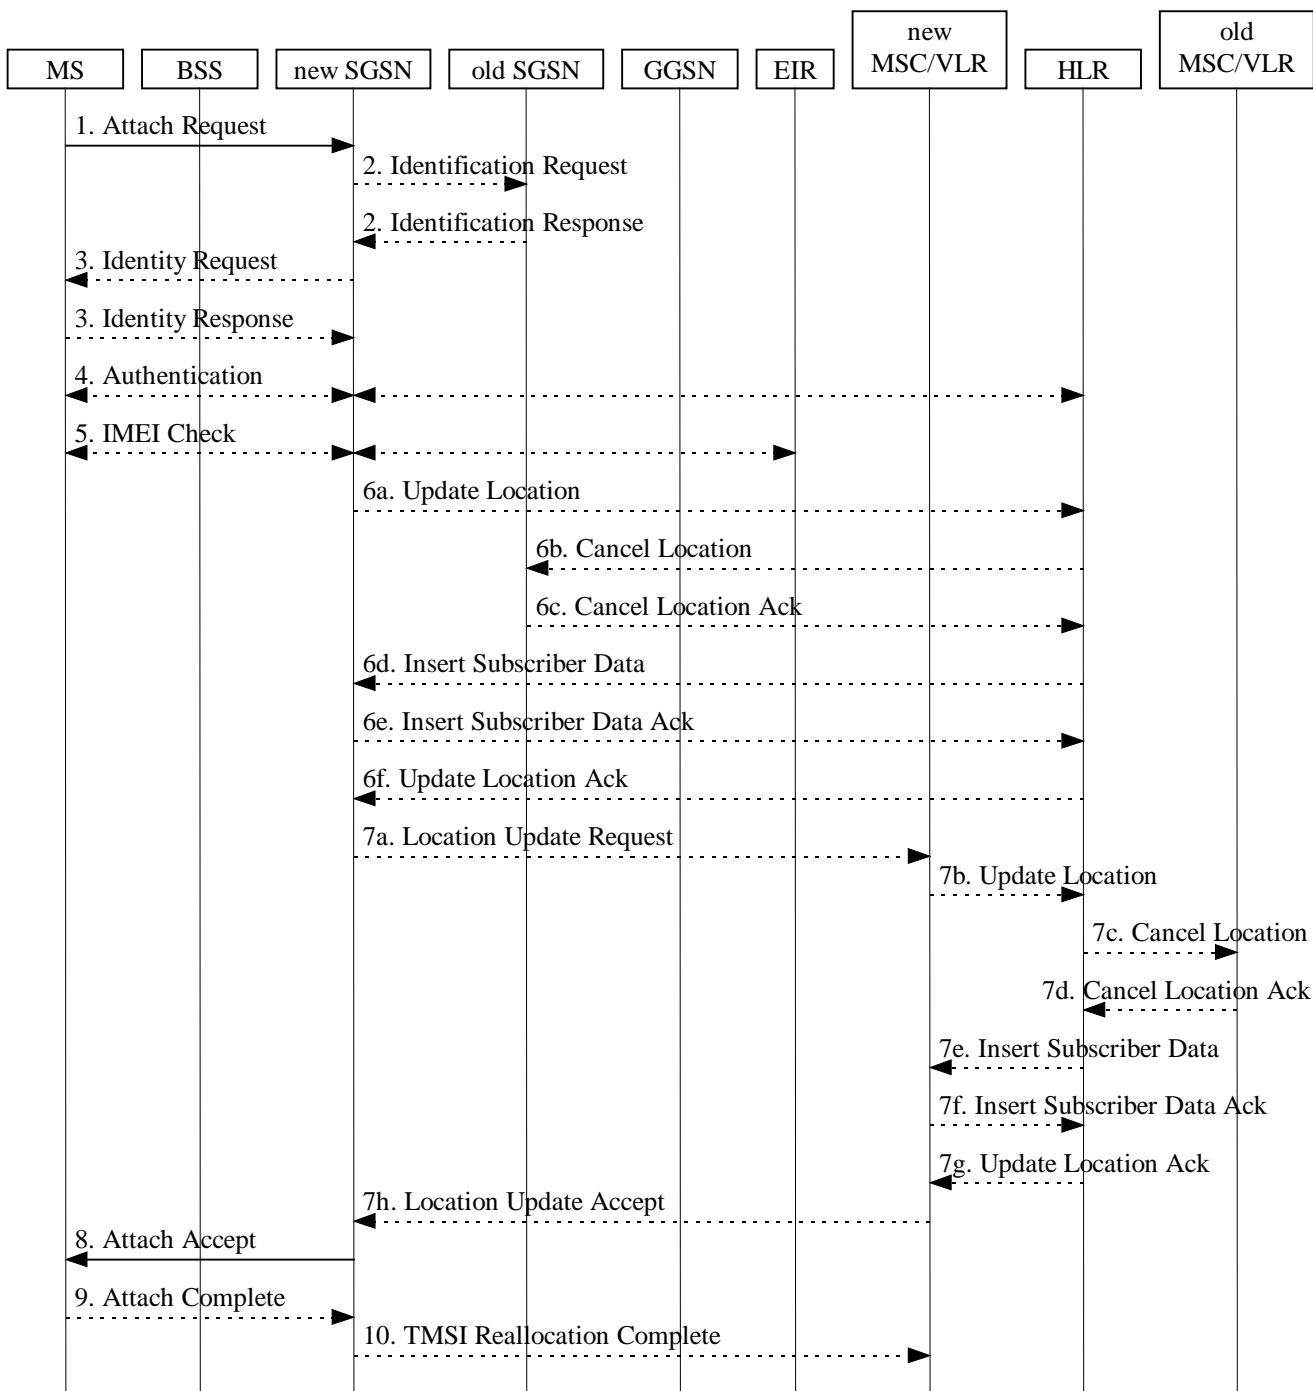 new
MSC/VLR
old
MSC/VLR
MS
BSS
new SGSN
old SGSN
GGSN
EIR
HLR
1. Attach Request
2. Identification Request
2. Identification Response
3. Identity Request
3. Identity Response
4. Authentication
5. IMEI Check
6a. Update Location
6b. Cancel Location
6c. Cancel Location Ack
6d. Insert Subscriber Data
6e. Insert Subscriber Data Ack
6f. Update Location Ack
7a. Location Update Request
7b. Update Location
7c. Cancel Location
7d. Cancel Location Ack
7e. Insert Subscriber Data
7f. Insert Subscriber Data Ack
7g. Update Location Ack
7h. Location Update Accept
8. Attach Accept
9. Attach Complete
10. TMSI Reallocation Complete